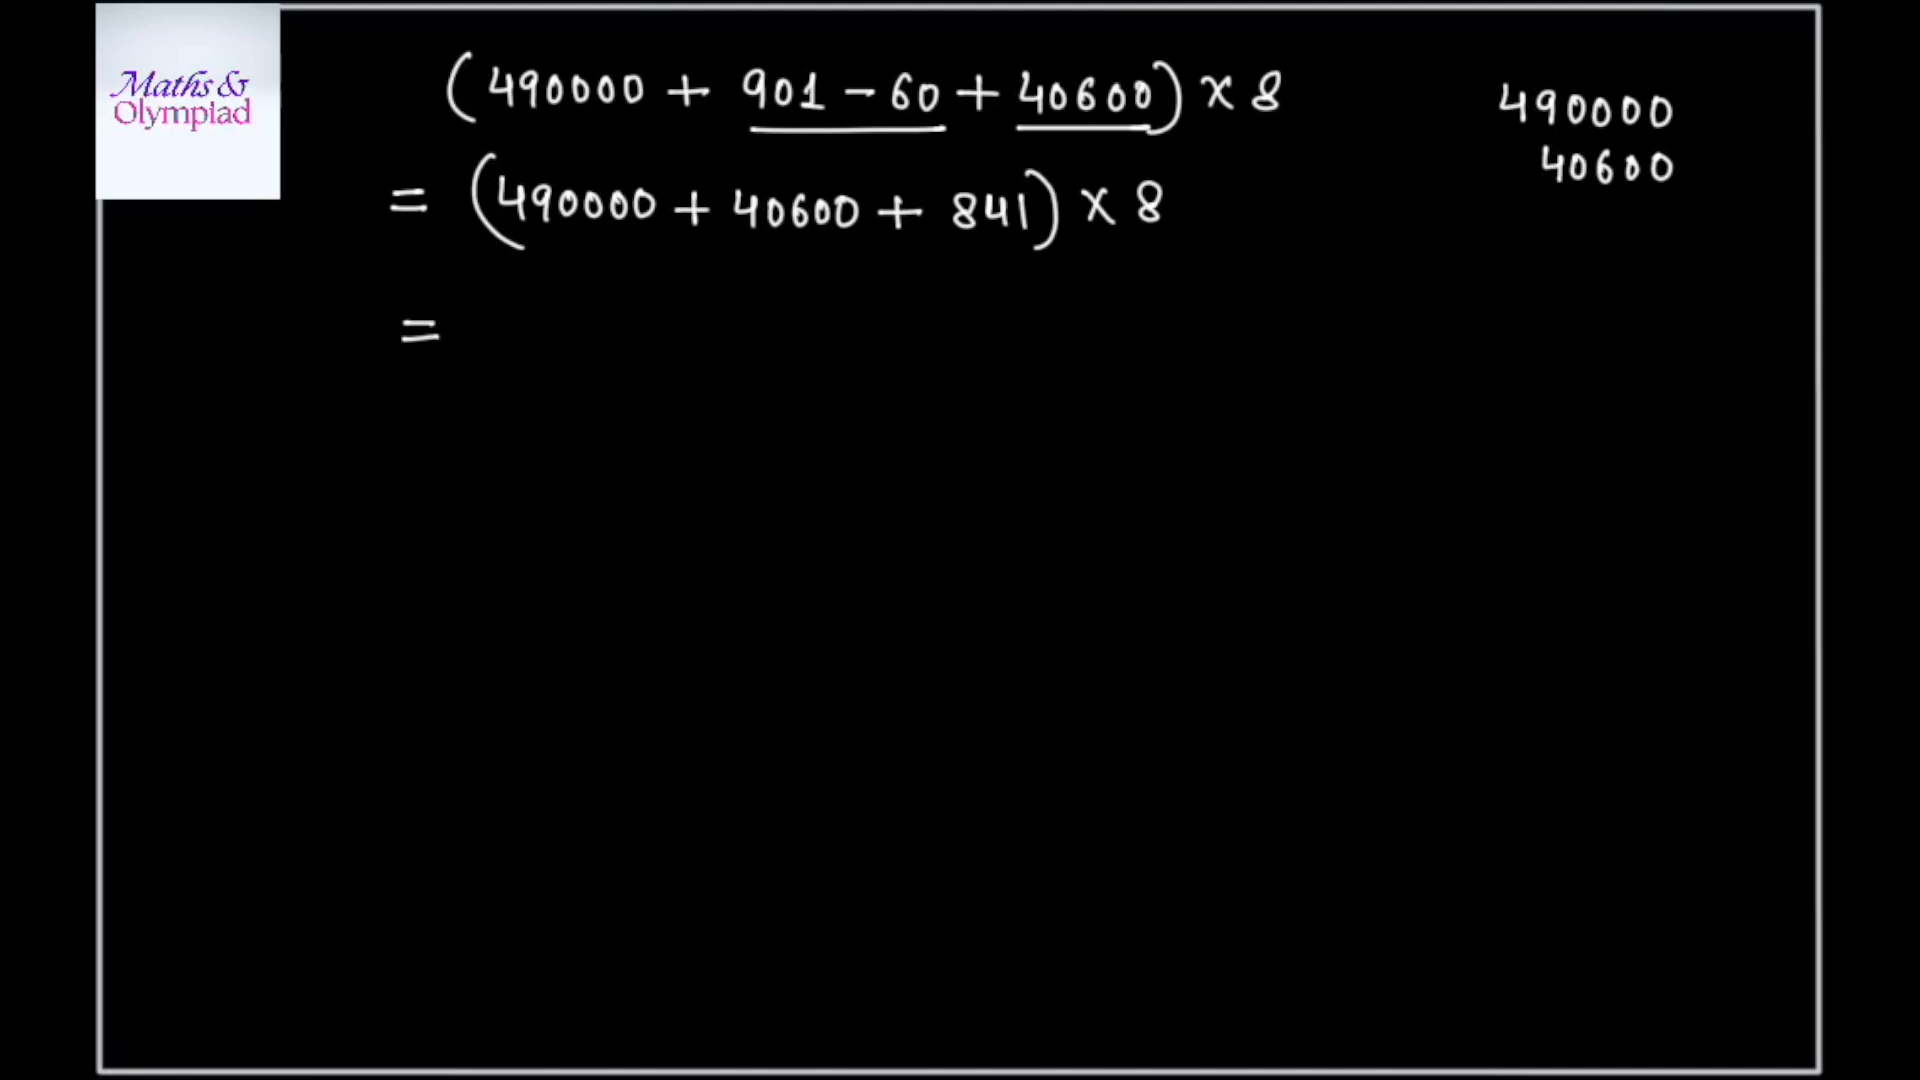 Maths &
Olympiad
(490000 + 901 - 60 + 40600) × 8
= (490000 + 40600 + 841) × 8
=
490000
40600